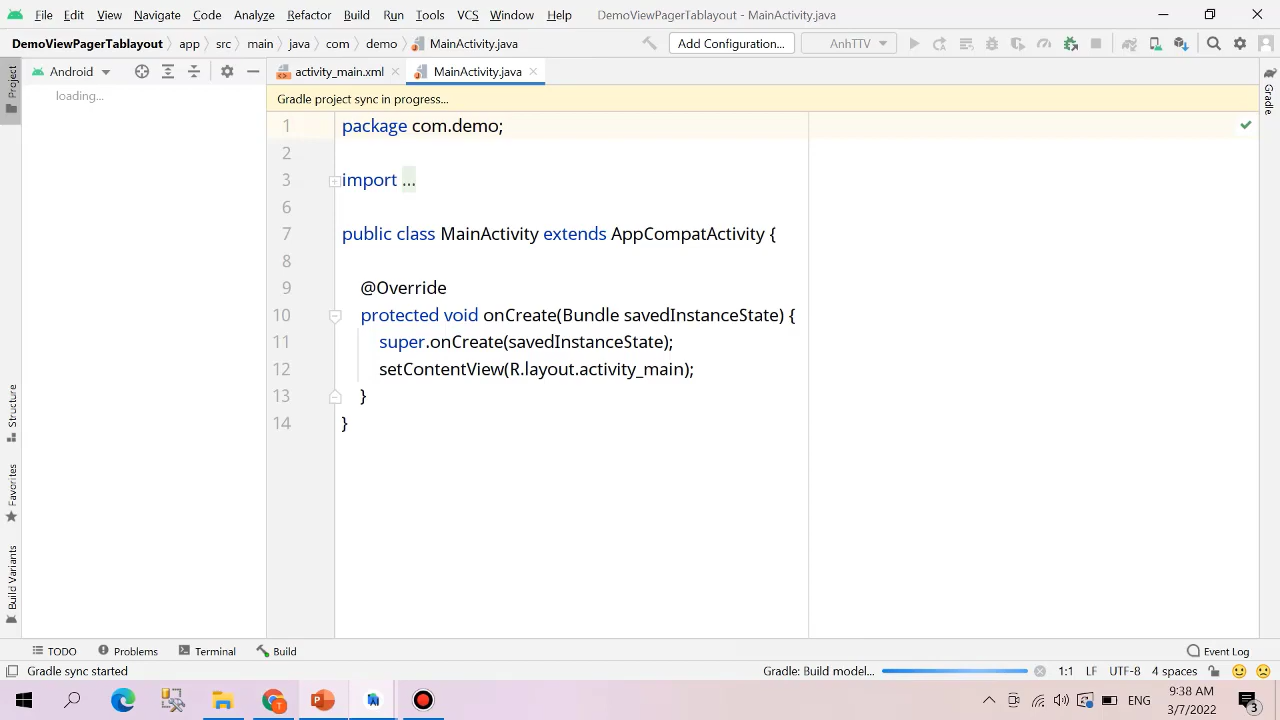 File Edit View Navigate Code Analyze Refactor Build Run Tools VCS Window Help DemoViewPagerTablayout - MainActivity.java
DemoViewPagerTablayout app src main java com demo MainActivity.java Add Configuration... AnhTTV
Project Android activity_main.xml MainActivity.java Gradle
loading...
Gradle project sync in progress...
1 package com.demo;
2
3 import ...
6
7 public class MainActivity extends AppCompatActivity {
8
9 @Override
10 protected void onCreate(Bundle savedInstanceState) {
11 super.onCreate(savedInstanceState);
12 setContentView(R.layout.activity_main);
13 }
14 }
Structure
Favorites
Build Variants
TODO Problems Terminal Build Event Log
Gradle sync started Gradle: Build model... 1:1 LF UTF-8 4 spaces
ENG 9:38 AM
3/7/2022 3